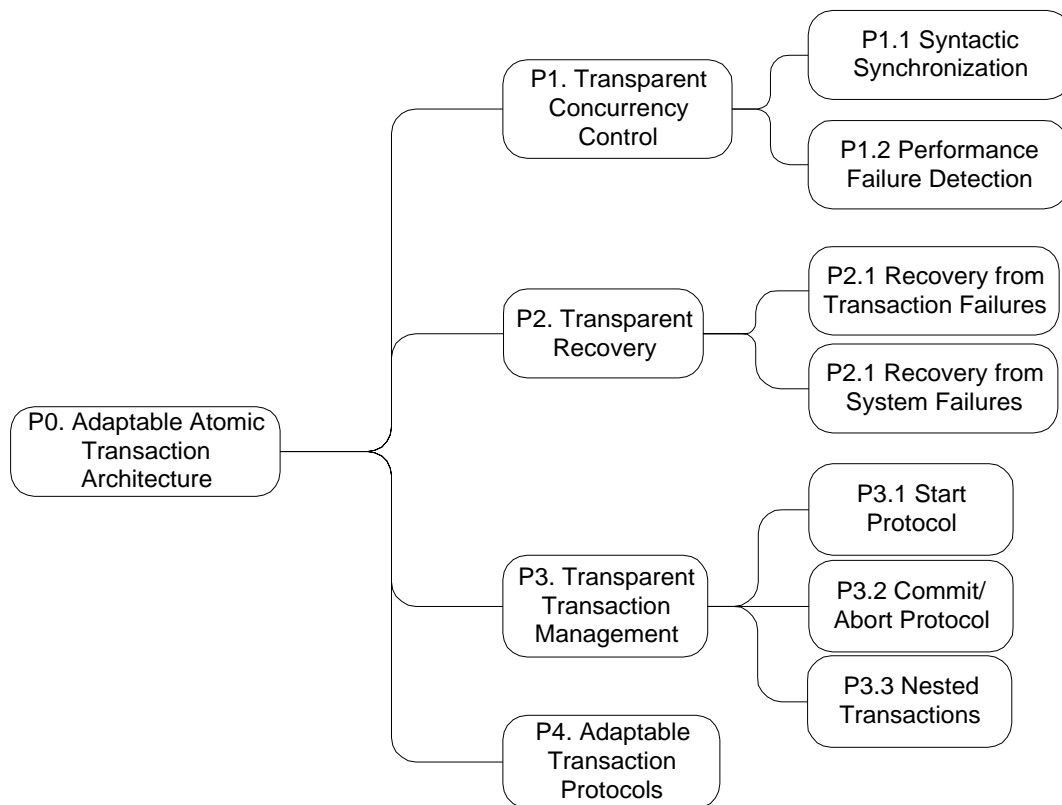 P0. Adaptable Atomic
Transaction
Architecture
P1. Transparent
Concurrency
Control
P1.1 Syntactic
Synchronization
P1.2 Performance
Failure Detection
P2. Transparent
Recovery
P2.1 Recovery from
Transaction Failures
P2.1 Recovery from
System Failures
P3. Transparent
Transaction
Management
P3.1 Start
Protocol
P3.2 Commit/
Abort Protocol
P3.3 Nested
Transactions
P4. Adaptable
Transaction
Protocols